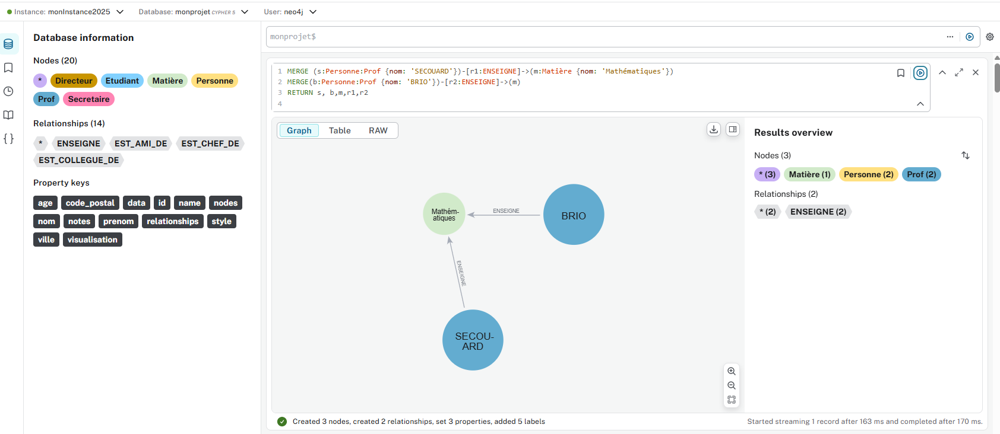 Instance: monInstance2025 Database: monprojet CYPHER 5 User: neo4j
Database information
Nodes (20)
* Directeur Etudiant Matière Personne
Prof Secretaire
Relationships (14)
* ENSEIGNE EST_AMI_DE EST_CHEF_DE
EST_COLLEGUE_DE
Property keys
age code_postal data id name nodes
nom notes prenom relationships style
ville visualisation
monprojet$
1 MERGE (s:Personne:Prof {nom: 'SECOUARD'})-[r1:ENSEIGNE]->(m:Matière {nom: 'Mathématiques'})
2 MERGE(b:Personne:Prof {nom: 'BRIO'})-[r2:ENSEIGNE]->(m)
3 RETURN s, b,m,r1,r2
4
Graph Table RAW
Mathém-
atiques
ENSEIGNE
BRIO
ENSEIGNE
SECOU-
ARD
Results overview
Nodes (3)
* (3) Matière (1) Personne (2) Prof (2)
Relationships (2)
* (2) ENSEIGNE (2)
Created 3 nodes, created 2 relationships, set 3 properties, added 5 labels
Started streaming 1 record after 163 ms and completed after 170 ms.